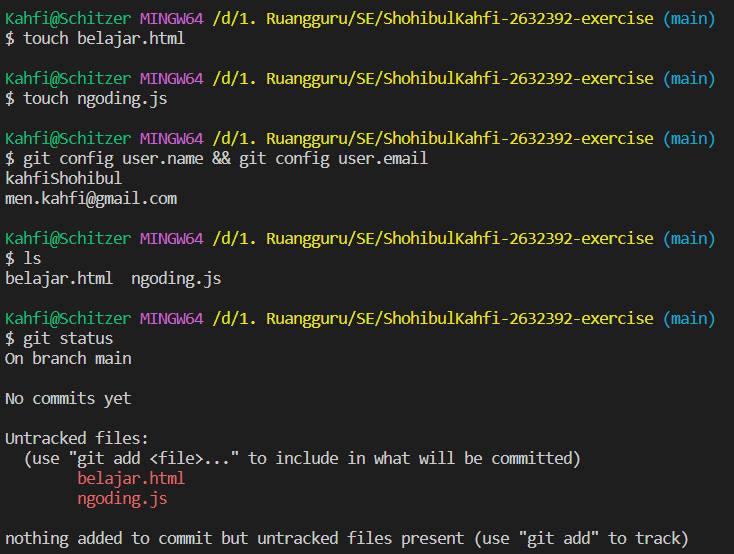 Kahfi@Schitzer MINGW64 /d/1. Ruangguru/SE/ShohibulKahfi-2632392-exercise (main)
$ touch belajar.html
Kahfi@Schitzer MINGW64 /d/1. Ruangguru/SE/ShohibulKahfi-2632392-exercise (main)
$ touch ngoding.js
Kahfi@Schitzer MINGW64 /d/1. Ruangguru/SE/ShohibulKahfi-2632392-exercise (main)
$ git config user.name && git config user.email
kahfiShohibul
men.kahfi@gmail.com
Kahfi@Schitzer MINGW64 /d/1. Ruangguru/SE/ShohibulKahfi-2632392-exercise (main)
$ ls
belajar.html  ngoding.js
Kahfi@Schitzer MINGW64 /d/1. Ruangguru/SE/ShohibulKahfi-2632392-exercise (main)
$ git status
On branch main
No commits yet
Untracked files:
  (use "git add <file>..." to include in what will be committed)
        belajar.html
        ngoding.js
nothing added to commit but untracked files present (use "git add" to track)